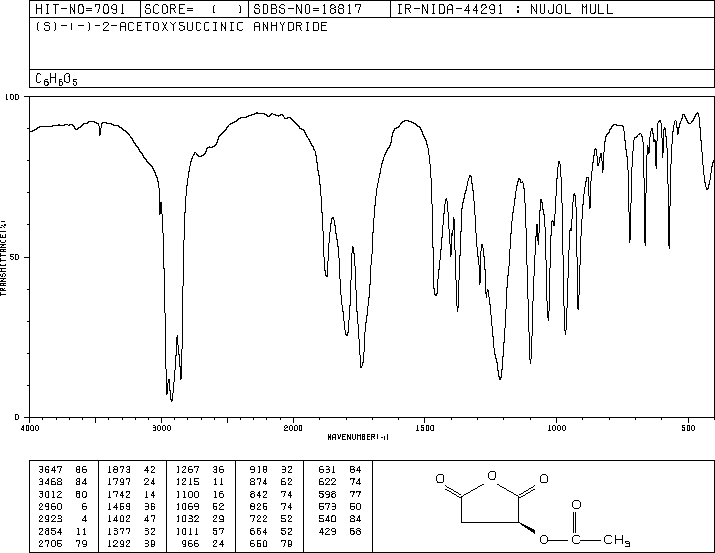 HIT-NO=7091 SCORE= ( ) SDBS-NO=18817 IR-NIDA-44291 : NUJOL MULL
(S)-(-)-2-ACETOXYSUCCINIC ANHYDRIDE
C6H6O5
100
50
0
TRANSMITTANCE(%)
4000 3000 2000 1500 1000 500
WAVENUMBER(-1)
3647 86 1873 42 1267 36 918 32 631 84
3468 84 1797 24 1215 11 874 62 622 74
3012 60 1742 14 1100 16 842 74 598 77
2960 6 1459 36 1069 52 826 74 573 50
2923 4 1402 47 1032 29 722 52 540 84
2854 11 1377 32 1011 57 664 52 429 68
2705 79 1292 39 966 24 650 79
O O O
O
O C CH3